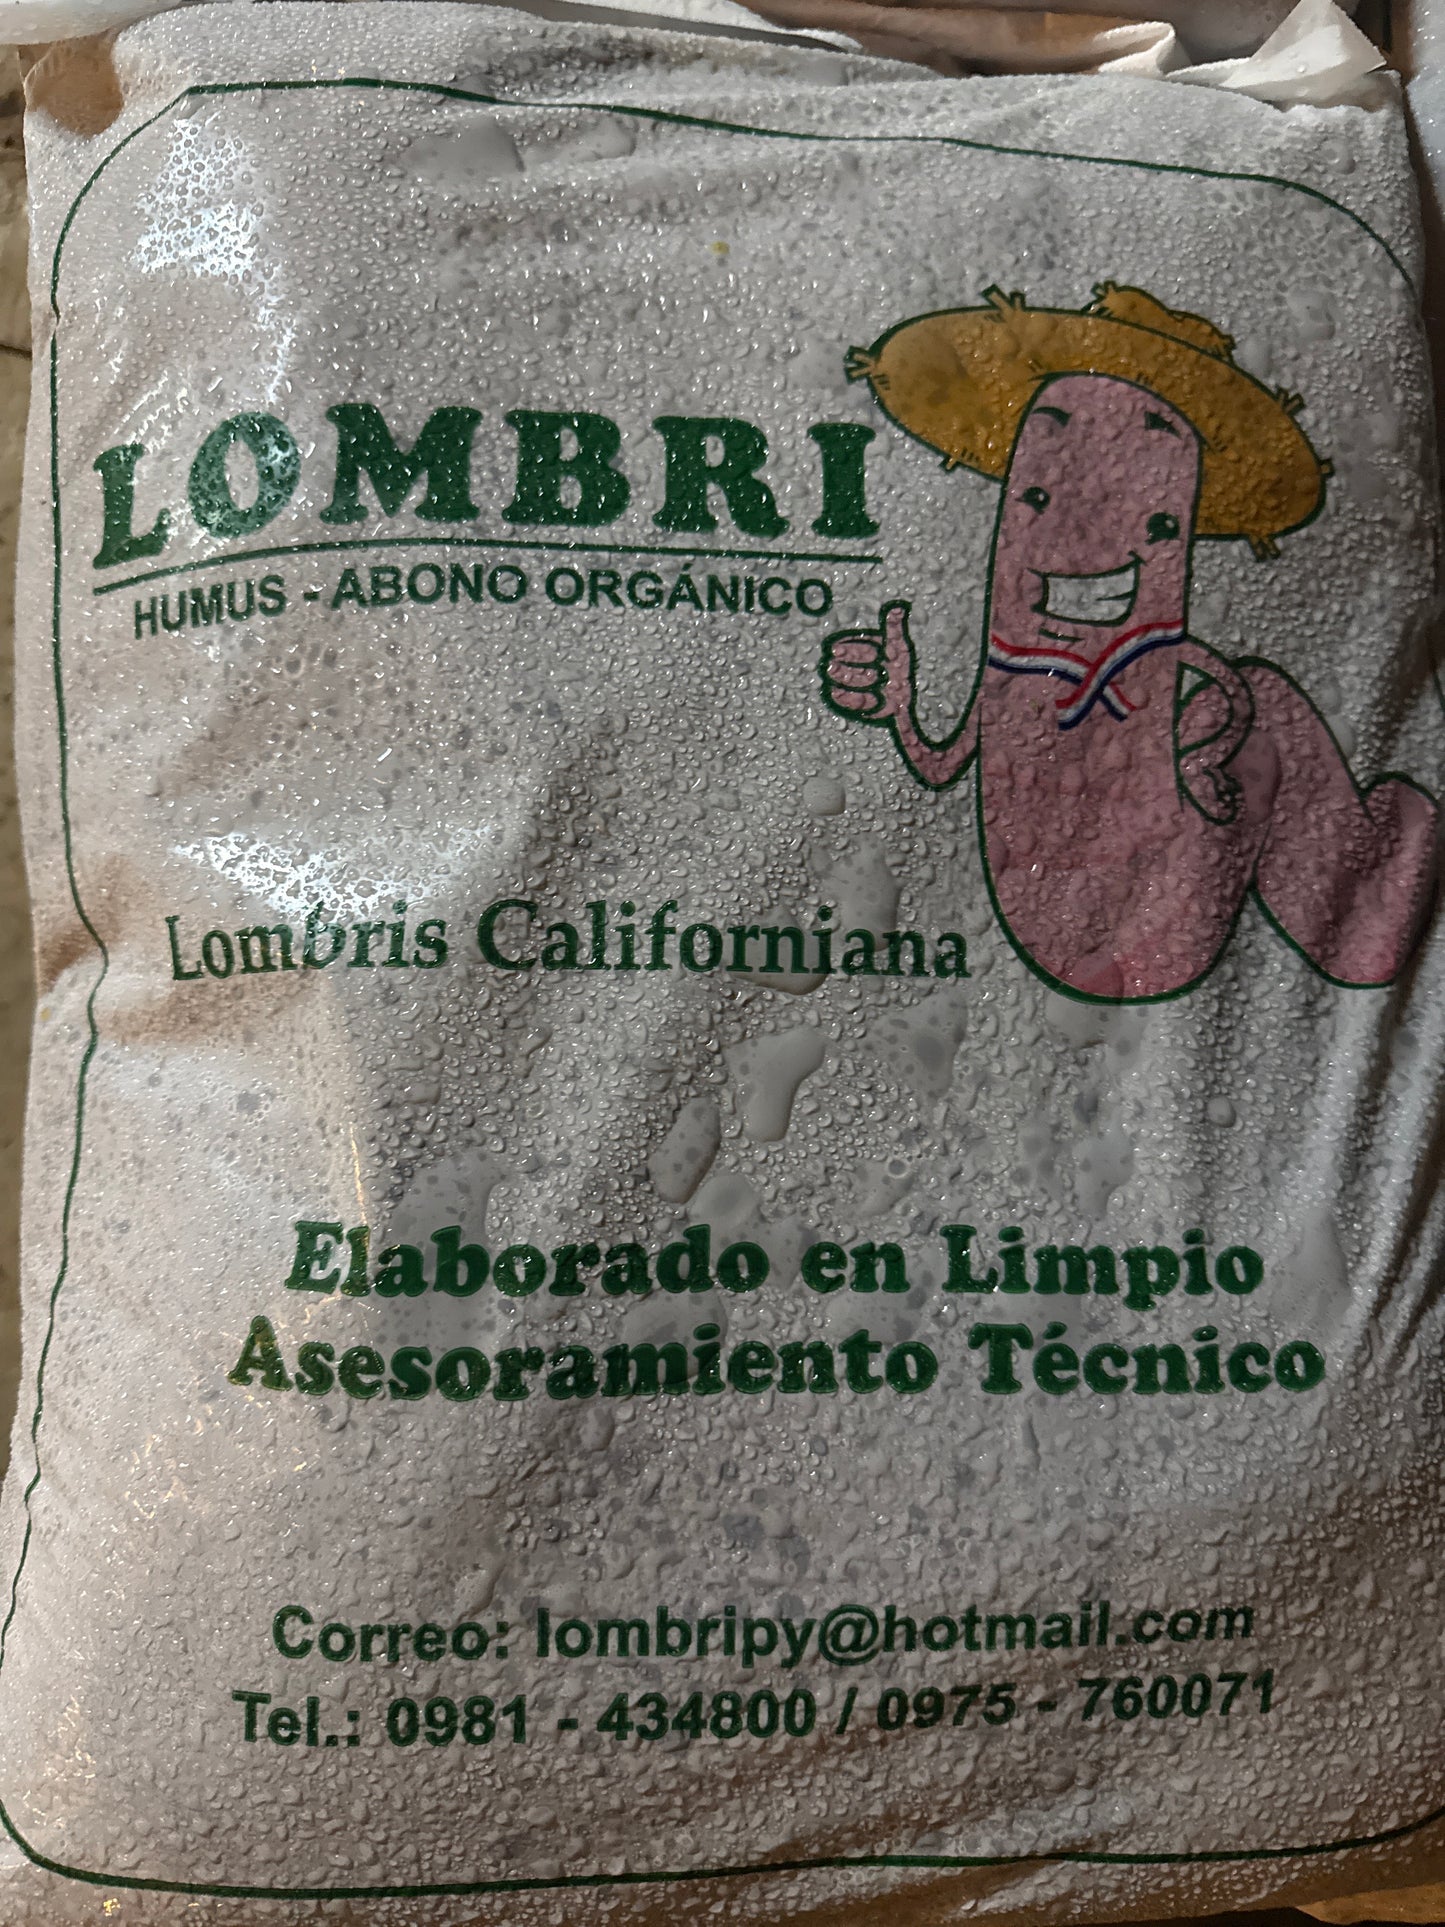 LOMBRI
HUMUS - ABONO ORGÁNICO
Lombris Californiana
Elaborado en Limpio
Asesoramiento Técnico
Correo: lombripy@hotmail.com
Tel.: 0981 - 434800 / 0975 - 760071